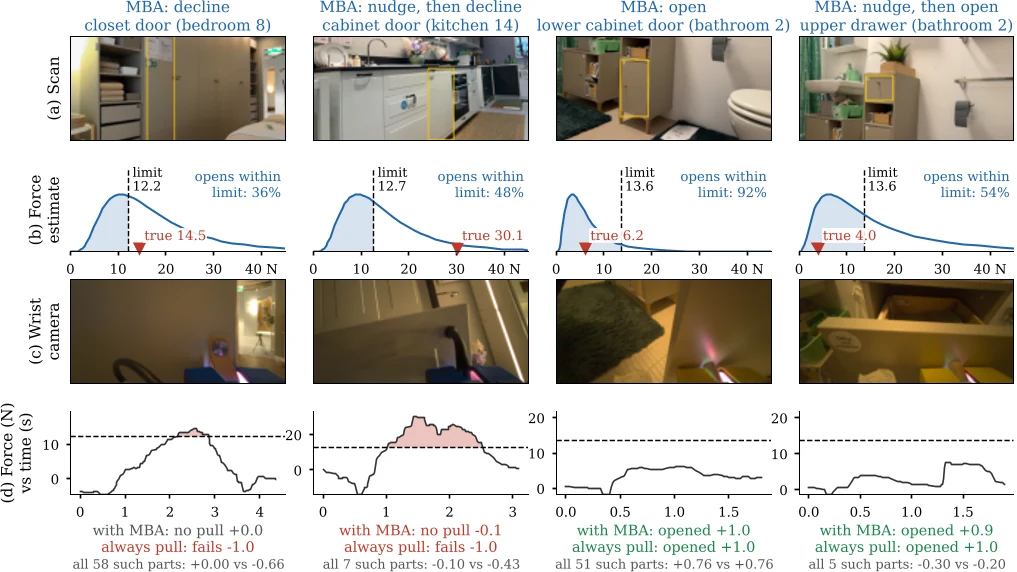 MBA: decline
closet door (bedroom 8)
MBA: nudge, then decline
cabinet door (kitchen 14)
MBA: open
lower cabinet door (bathroom 2)
MBA: nudge, then open
upper drawer (bathroom 2)
(a) Scan
(b) Force
estimate
limit
12.2
opens within
limit: 36%
true 14.5
0 10 20 30 40 N
limit
12.7
opens within
limit: 48%
true 30.1
0 10 20 30 40 N
limit
13.6
opens within
limit: 92%
true 6.2
0 10 20 30 40 N
limit
13.6
opens within
limit: 54%
true 4.0
0 10 20 30 40 N
(c) Wrist
camera
(d) Force (N)
vs time (s)
10
0
0 1 2 3 4
20
0
0 1 2 3
20
10
0
0.0 0.5 1.0 1.5
20
10
0
0.0 0.5 1.0 1.5
with MBA: no pull +0.0
always pull: fails -1.0
all 58 such parts: +0.00 vs -0.66
with MBA: no pull -0.1
always pull: fails -1.0
all 7 such parts: -0.10 vs -0.43
with MBA: opened +1.0
always pull: opened +1.0
all 51 such parts: +0.76 vs +0.76
with MBA: opened +0.9
always pull: opened +1.0
all 5 such parts: -0.30 vs -0.20